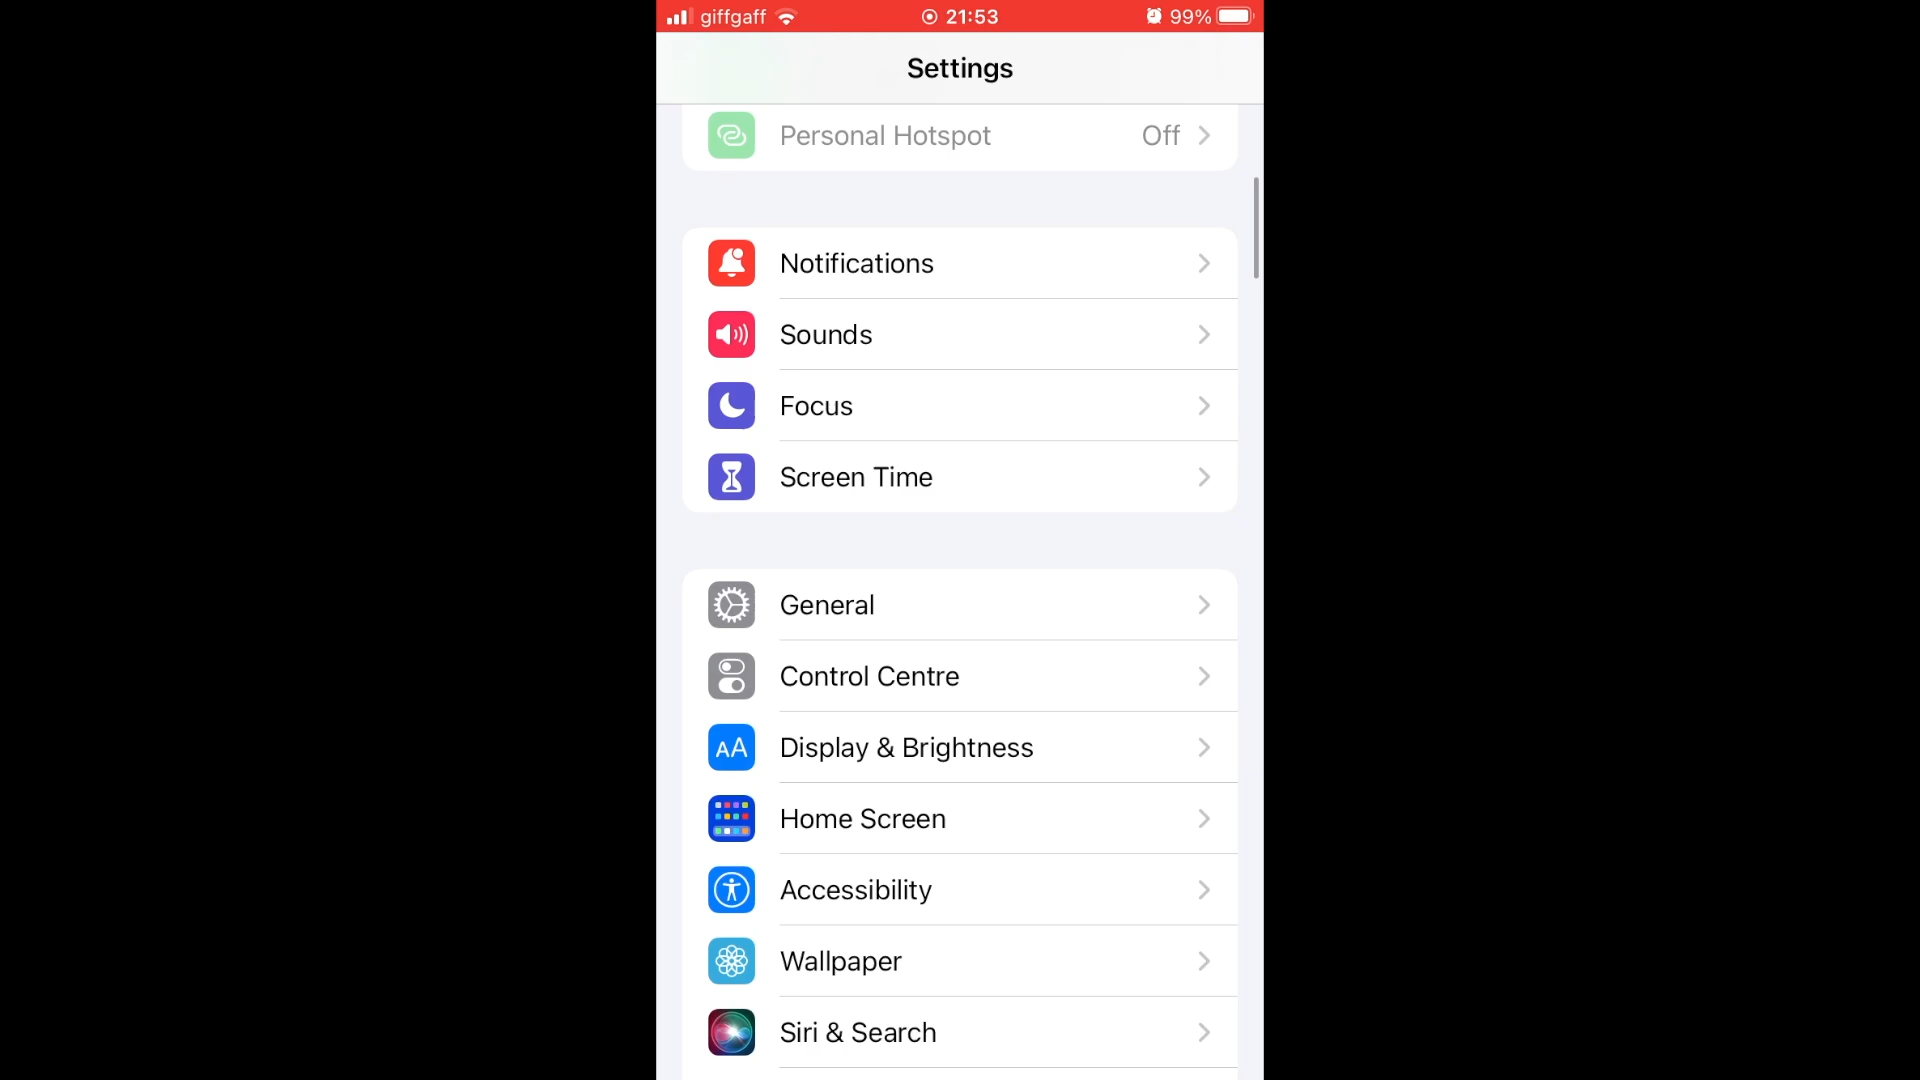 giffgaff 21:53 99%
Settings
Personal Hotspot Off
Notifications
Sounds
Focus
Screen Time
General
Control Centre
AA Display & Brightness
Home Screen
Accessibility
Wallpaper
Siri & Search